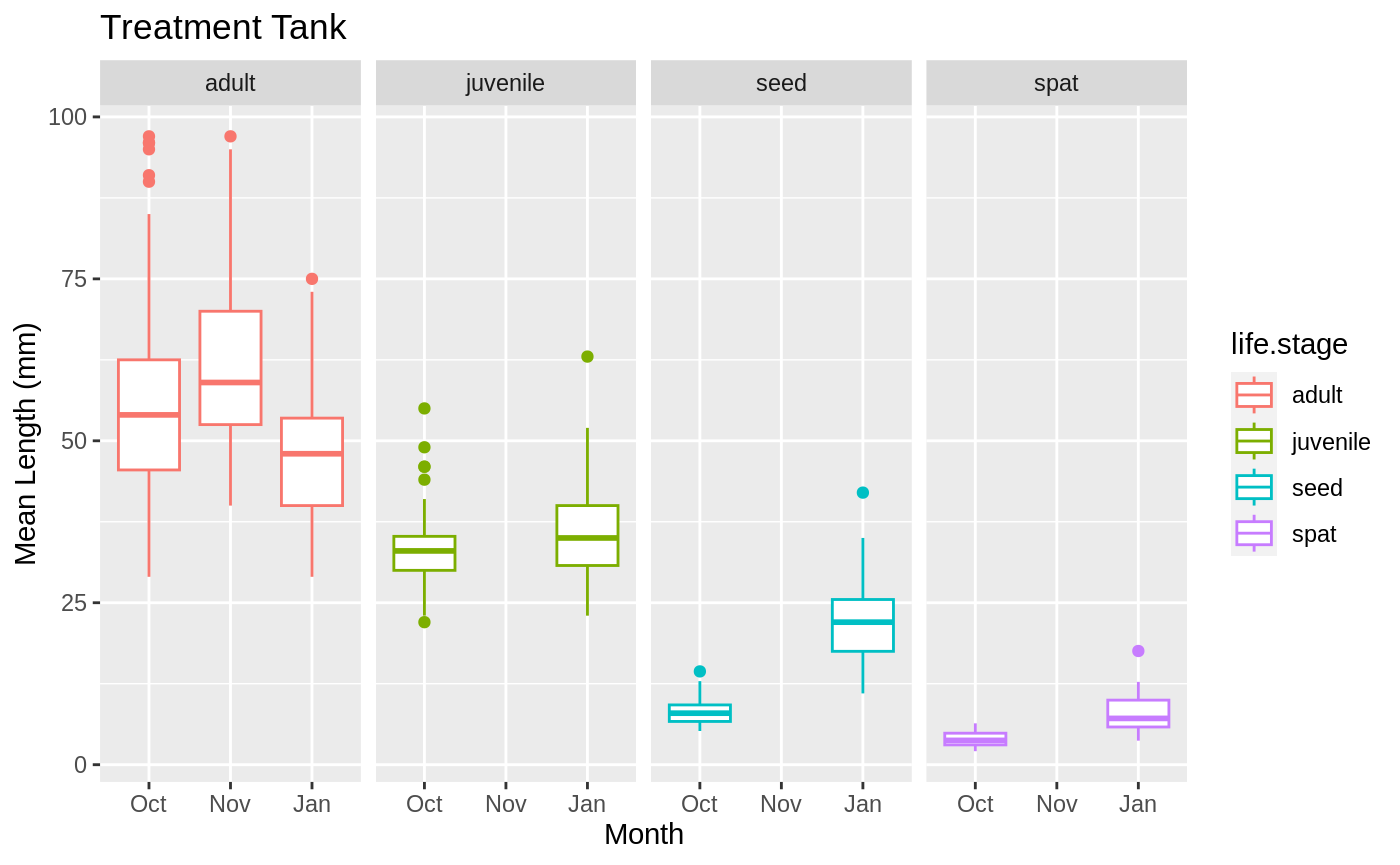 Treatment Tank
adult juvenile seed spat
100
75
50
25
0
Mean Length (mm)
Oct Nov Jan Oct Nov Jan Oct Nov Jan Oct Nov Jan
Month
life.stage
adult
juvenile
seed
spat